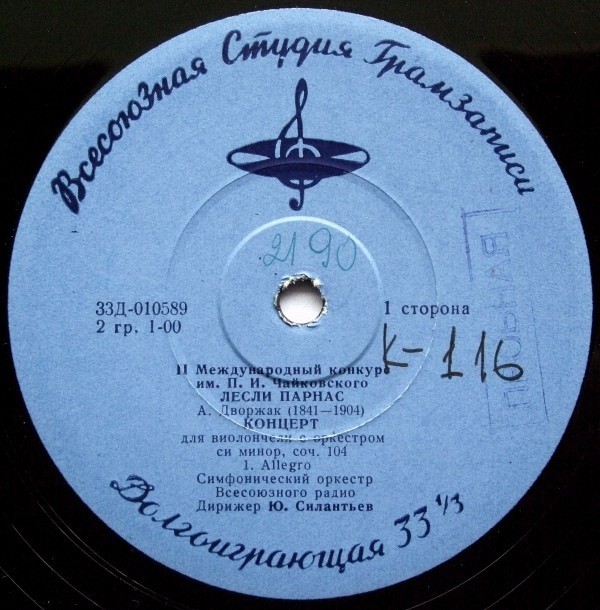 Всесоюзная Студия Грамзаписи
2190
33Д-010589
2 гр. 1-00
1 сторона
К-116
II Международный конкурс
им. П. И. Чайковского
ЛЕСЛИ ПАРНАС
А. Дворжак (1841—1904)
КОНЦЕРТ
для виолончели с оркестром
си минор, соч. 104
1. Allegro
Симфонический оркестр
Всесоюзного радио
Дирижер Ю. Силантьев
Долгоиграющая 33 1/3